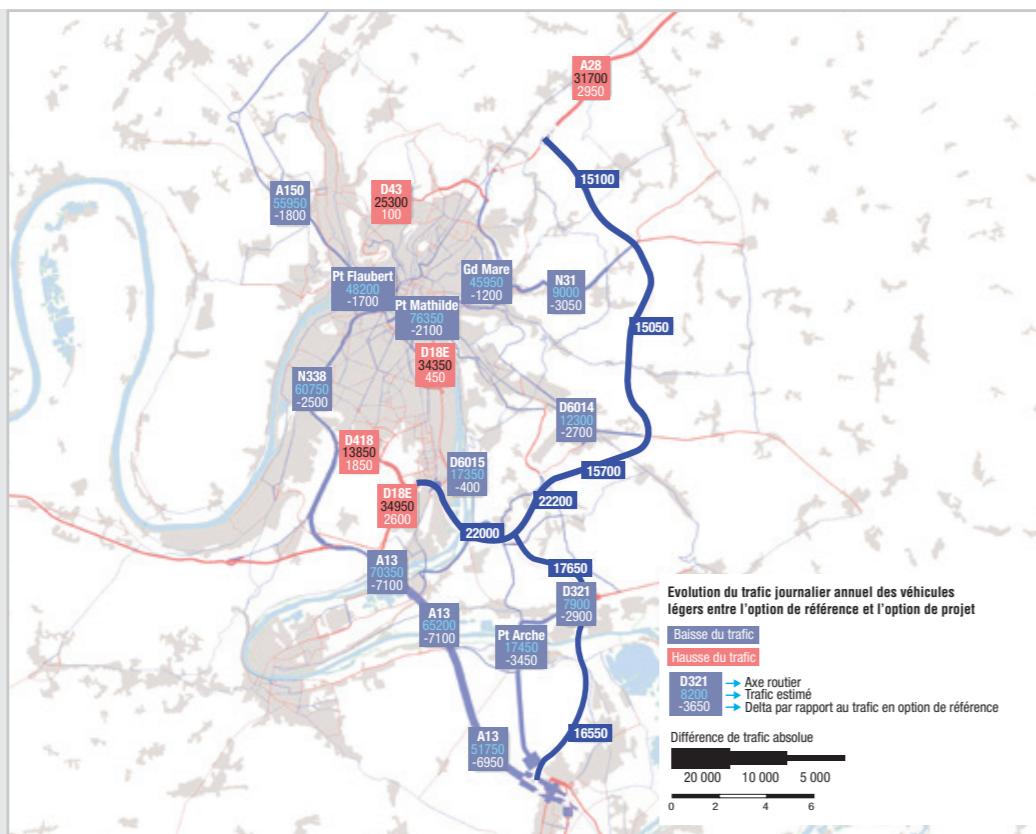 A28
31700
2950
15100
A150
55950
-1800
D43
25300
100
Pt Flaubert
48200
-1700
Gd Mare
45950
-1200
N31
9000
-3050
Pt Mathilde
76350
-2100
15050
D18E
34350
450
N338
60750
-2500
D6014
12300
-2700
D418
13850
1850
D6015
17350
-400
15700
D18E
34950
2600
22200
22000
A13
70350
-7100
17650
D321
7900
-2900
A13
65200
-7100
Pt Arche
17450
-3450
A13
51750
-6950
16550
Evolution du trafic journalier annuel des véhicules
légers entre l'option de référence et l'option de projet
Baisse du trafic
Hausse du trafic
D321 Axe routier
8200 Trafic estimé
-3650 Delta par rapport au trafic en option de référence
Différence de trafic absolue
20 000 10 000 5 000
0 2 4 6